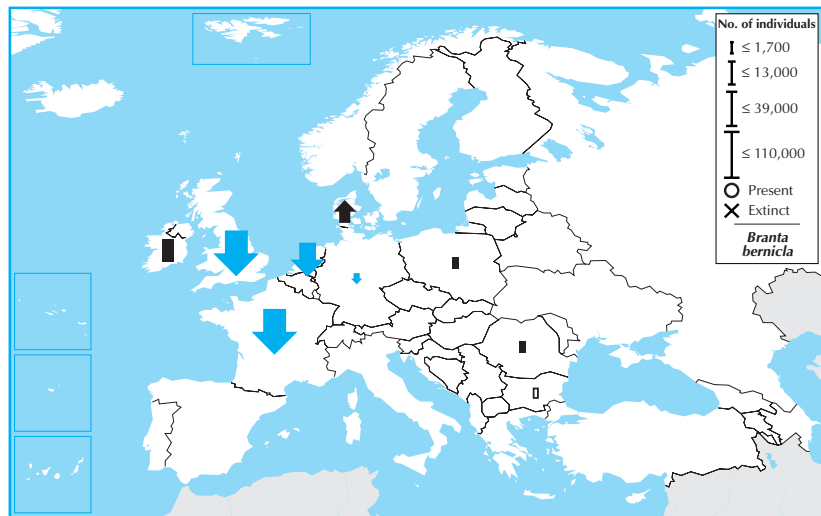 No. of individuals
≤ 1,700
≤ 13,000
≤ 39,000
≤ 110,000
Present
Extinct
Branta
bernicla